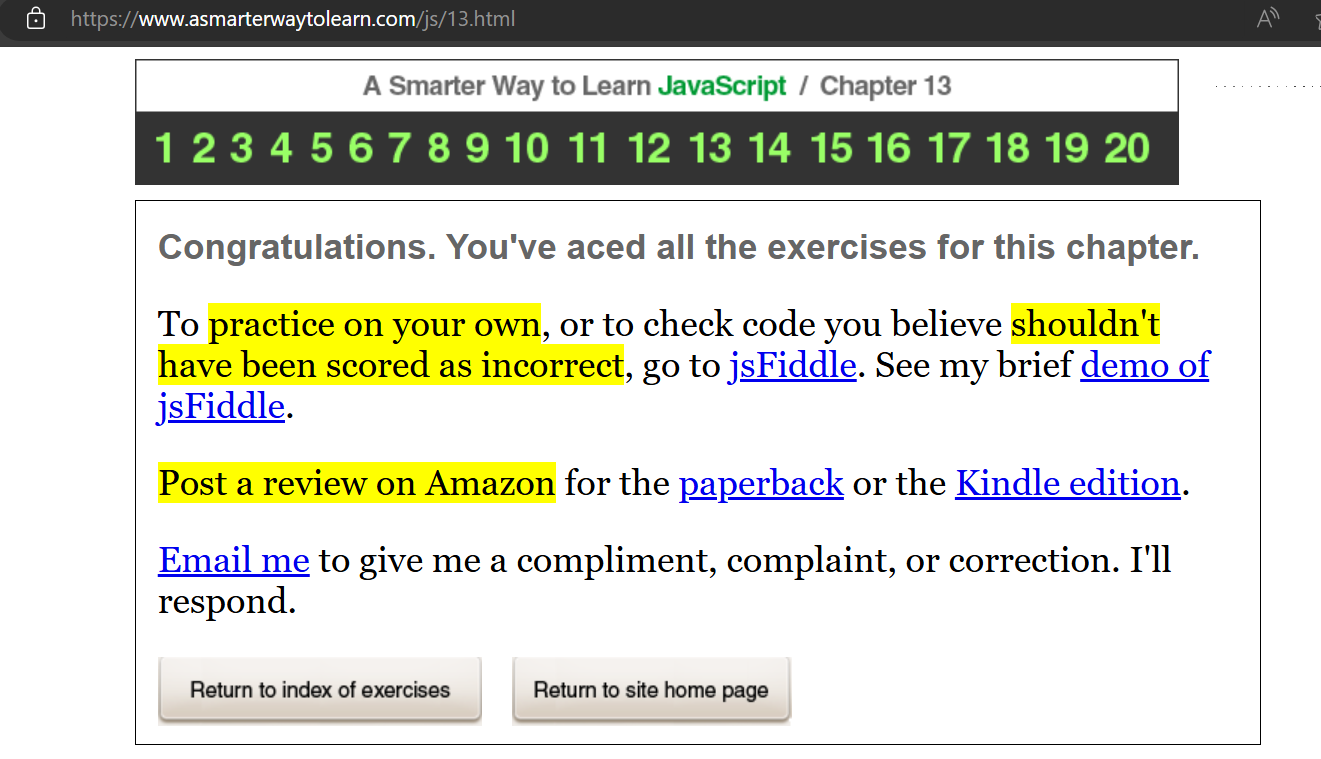 https://www.asmarterwaytolearn.com/js/13.html
A Smarter Way to Learn JavaScript / Chapter 13
1 2 3 4 5 6 7 8 9 10 11 12 13 14 15 16 17 18 19 20
Congratulations. You've aced all the exercises for this chapter.
To practice on your own, or to check code you believe shouldn't
have been scored as incorrect, go to jsFiddle. See my brief demo of
jsFiddle.
Post a review on Amazon for the paperback or the Kindle edition.
Email me to give me a compliment, complaint, or correction. I'll
respond.
Return to index of exercises
Return to site home page